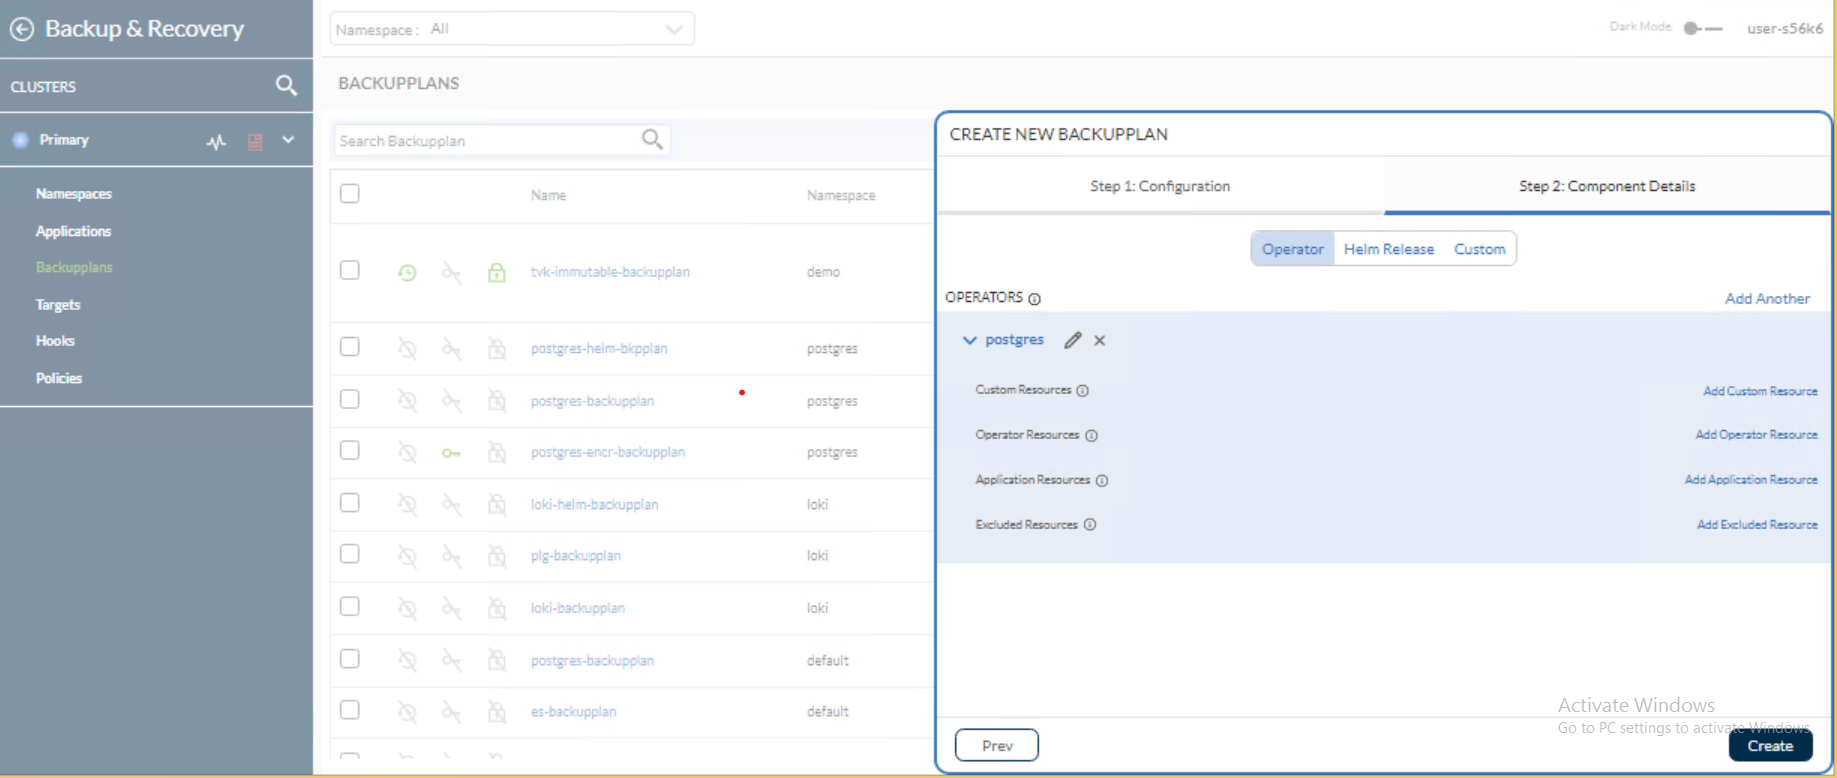 Backup & Recovery
Namespace : All
Dark Mode
user-s56k6
CLUSTERS
BACKUPPLANS
Primary
Search Backupplan
Namespaces
Applications
Backupplans
Targets
Hooks
Policies
Name Namespace
tvk-immutable-backupplan demo
postgres-helm-bkpplan postgres
postgres-backupplan postgres
postgres-encr-backupplan postgres
loki-helm-backupplan loki
plg-backupplan loki
loki-backupplan loki
postgres-backupplan default
es-backupplan default
CREATE NEW BACKUPPLAN
Step 1: Configuration Step 2: Component Details
Operator Helm Release Custom
OPERATORS Add Another
postgres
Custom Resources Add Custom Resource
Operator Resources Add Operator Resource
Application Resources Add Application Resource
Excluded Resources Add Excluded Resource
Activate Windows
Go to PC settings to activate Windows.
Prev Create